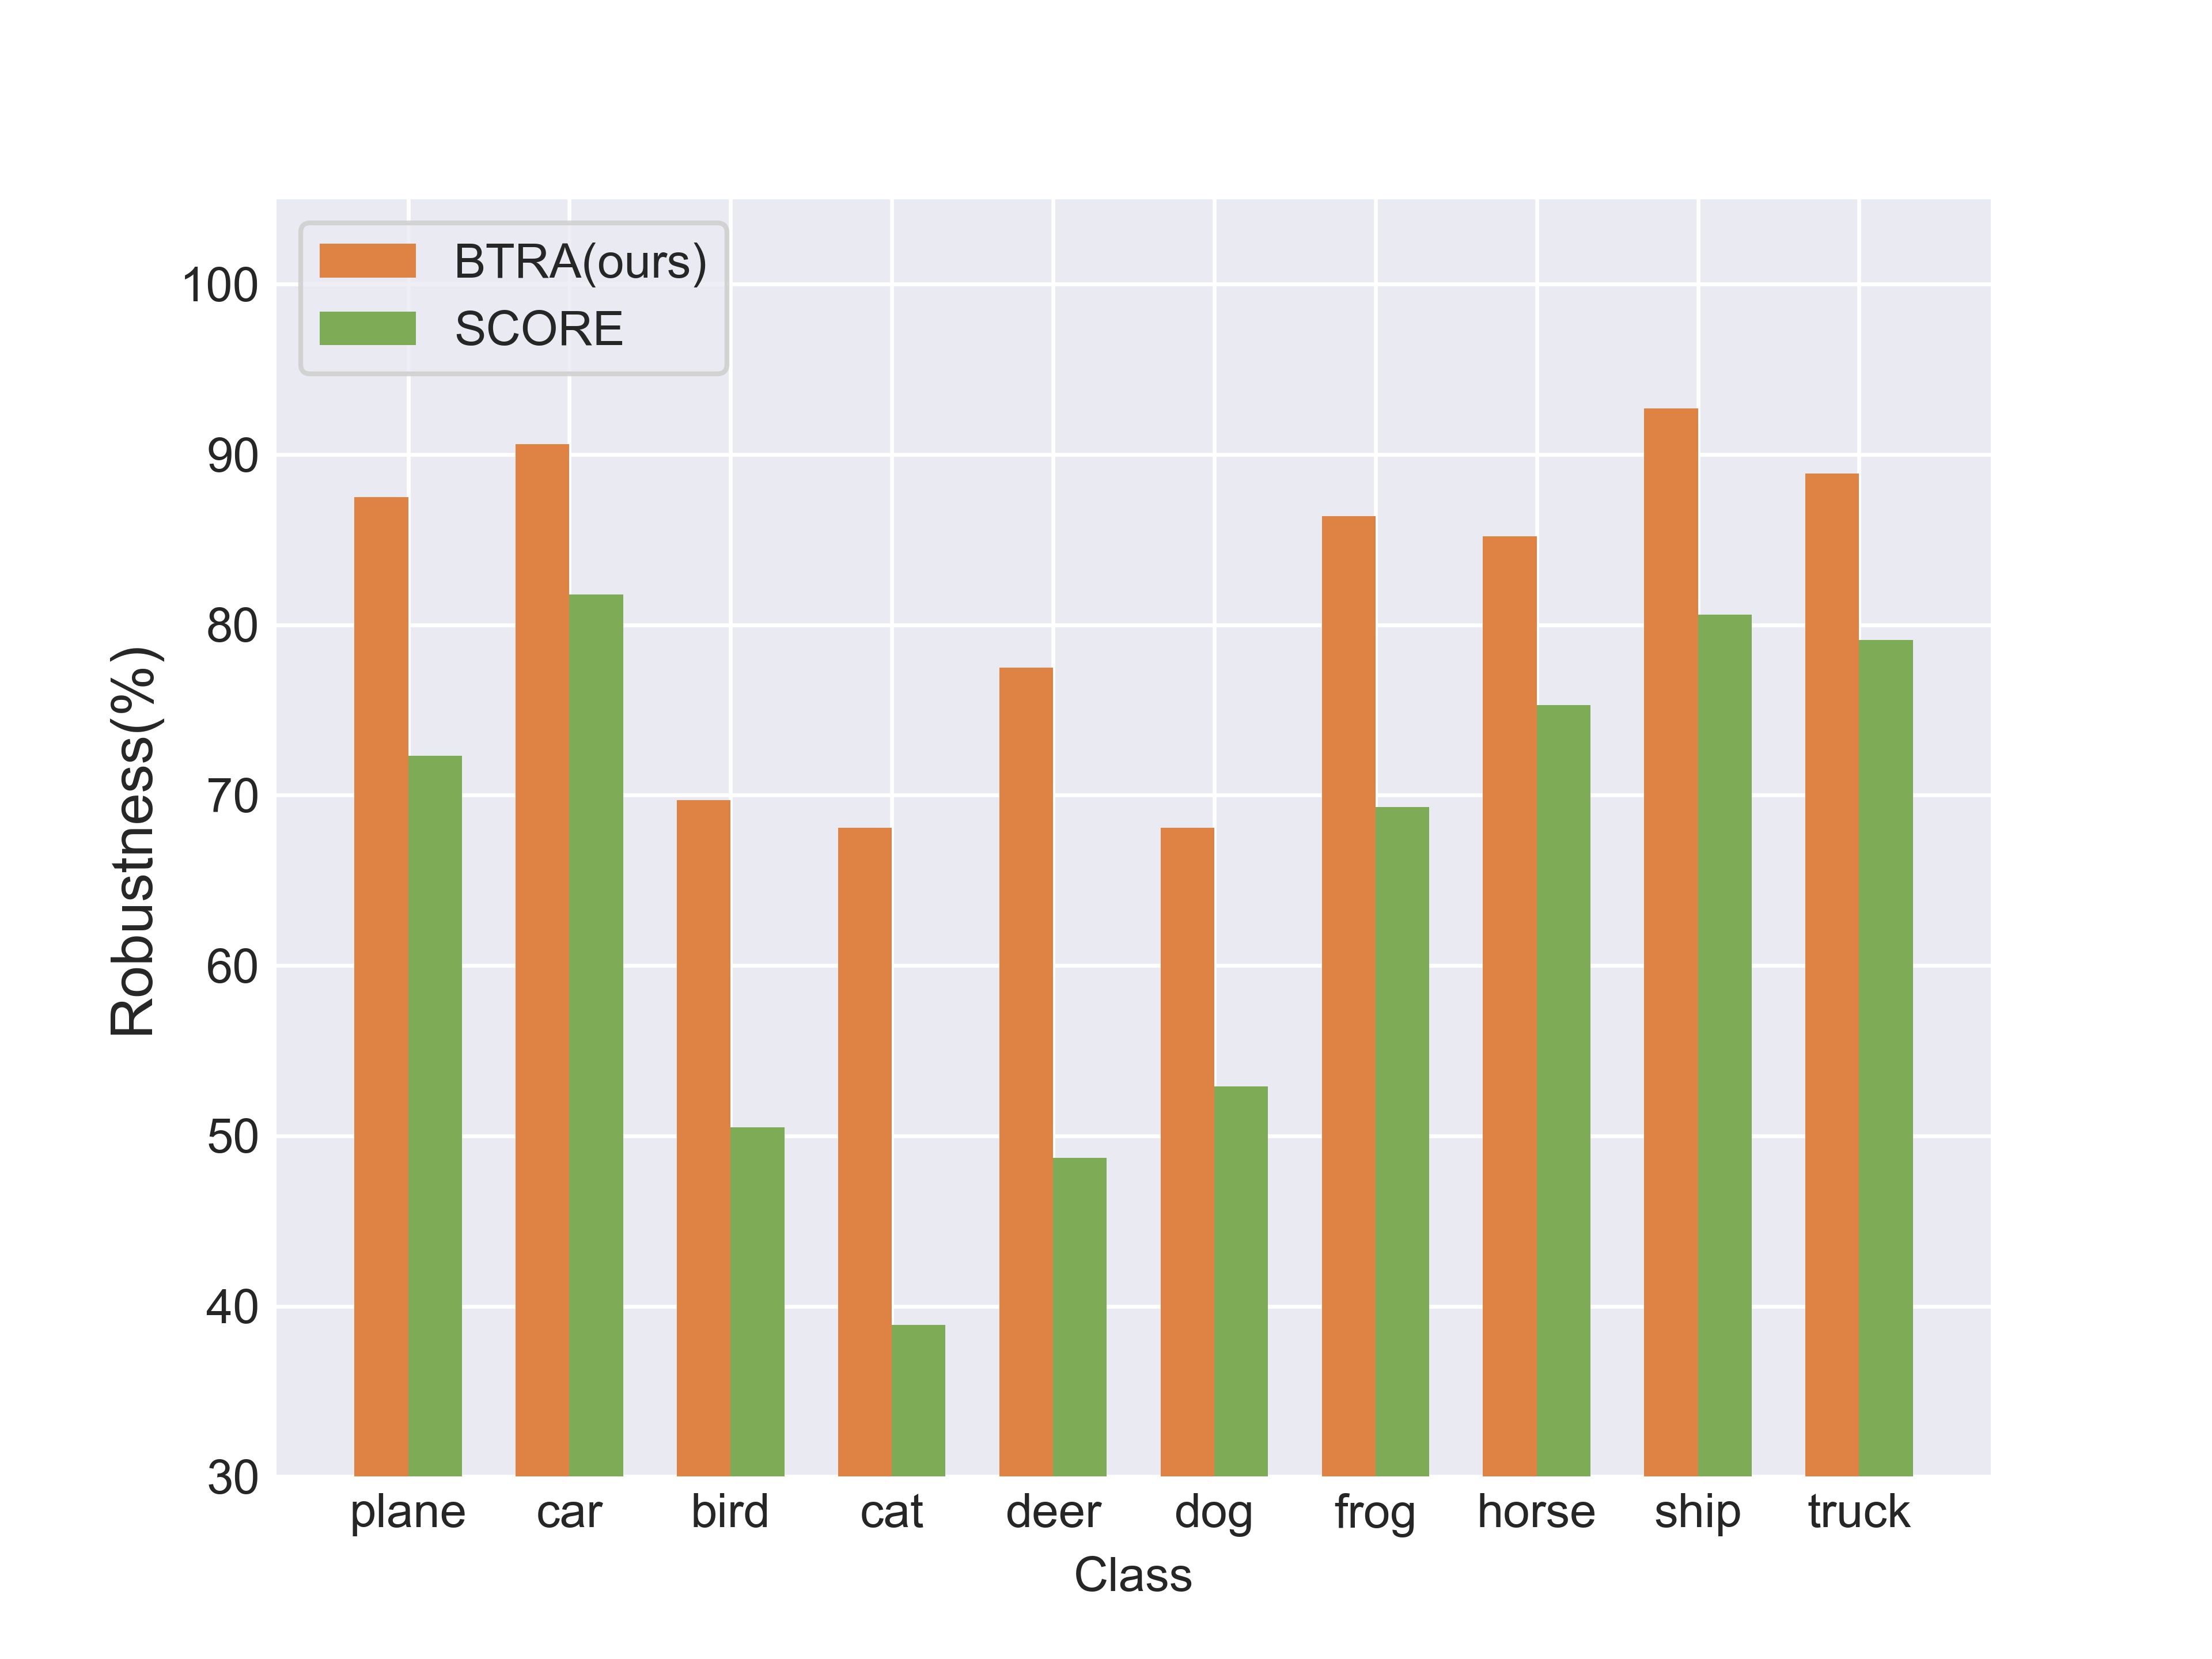 BTRA(ours)
SCORE
100
90
80
70
60
50
40
30
Robustness(%)
plane car bird cat deer dog frog horse ship truck
Class